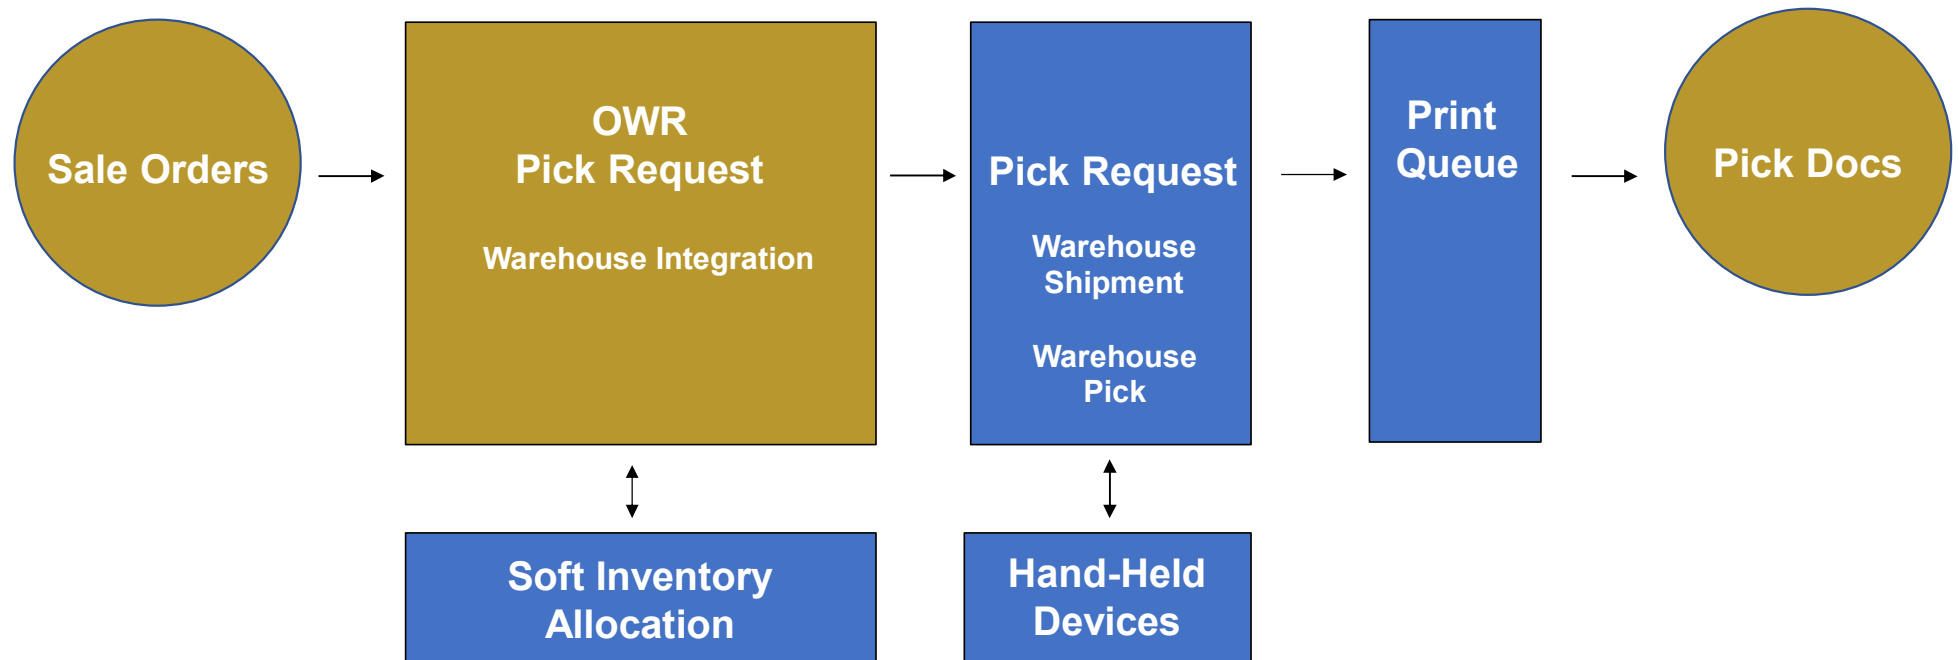 Sale Orders
OWR
Pick Request
Warehouse Integration
Pick Request
Warehouse
Shipment
Warehouse
Pick
Print
Queue
Pick Docs
Soft Inventory
Allocation
Hand-Held
Devices